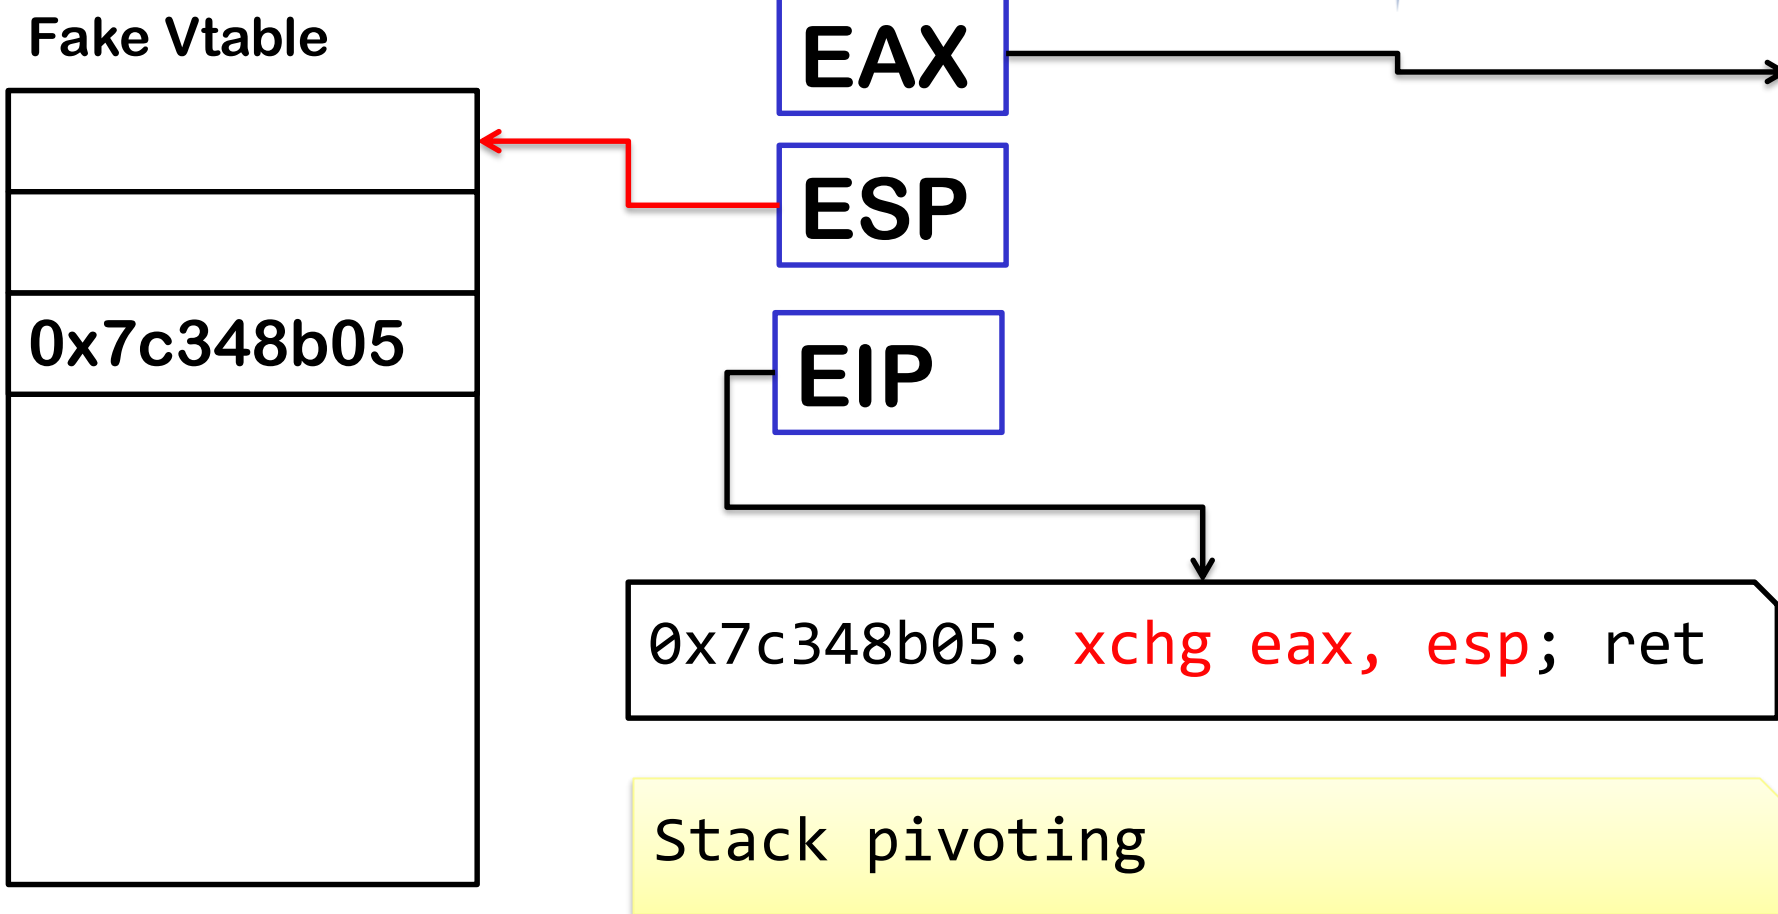 Fake Vtable
EAX
ESP
0x7c348b05
EIP
0x7c348b05: xchg eax, esp; ret
Stack pivoting